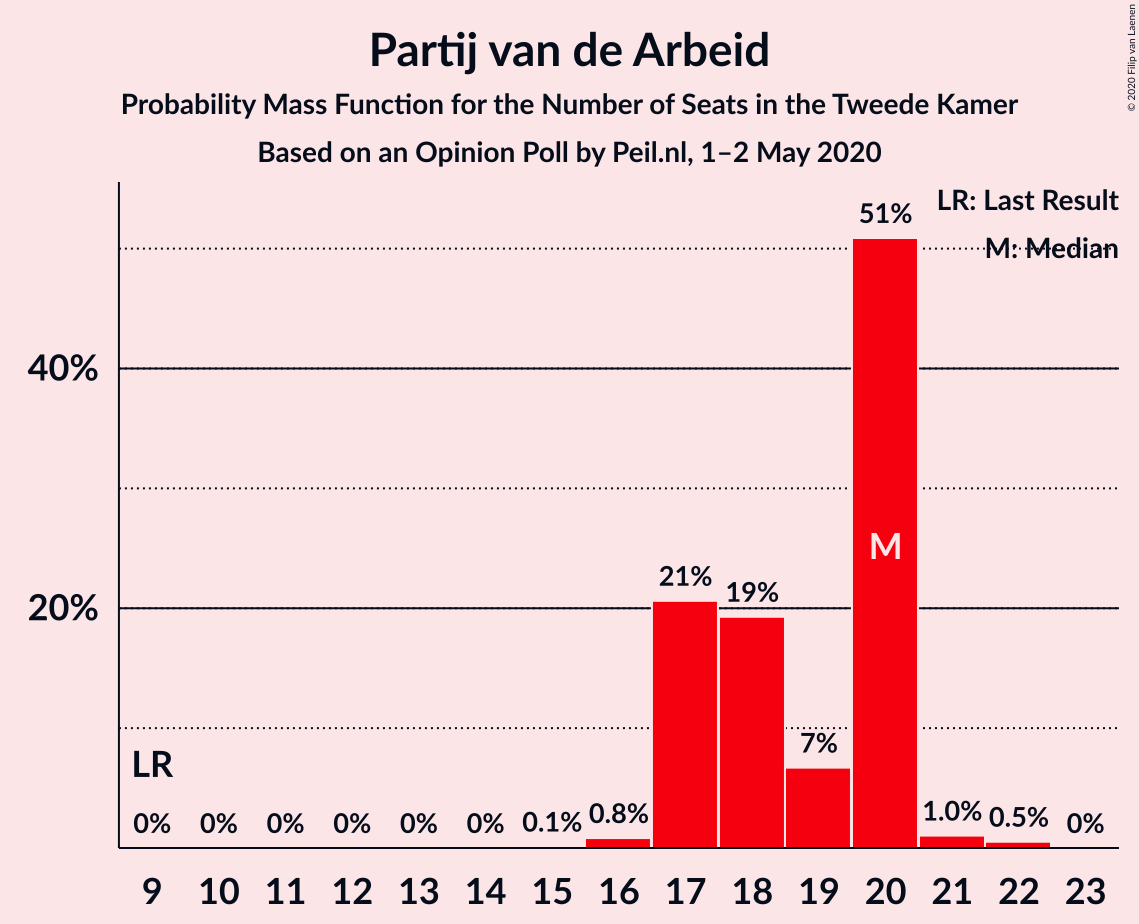 Partij van de Arbeid
Probability Mass Function for the Number of Seats in the Tweede Kamer
Based on an Opinion Poll by Peil.nl, 1–2 May 2020
© 2020 Filip van Laenen
LR: Last Result
M: Median
40%
20%
51%
M
21%
19%
7%
LR
0% 0% 0% 0% 0% 0% 0.1% 0.8% 1.0% 0.5% 0%
9 10 11 12 13 14 15 16 17 18 19 20 21 22 23